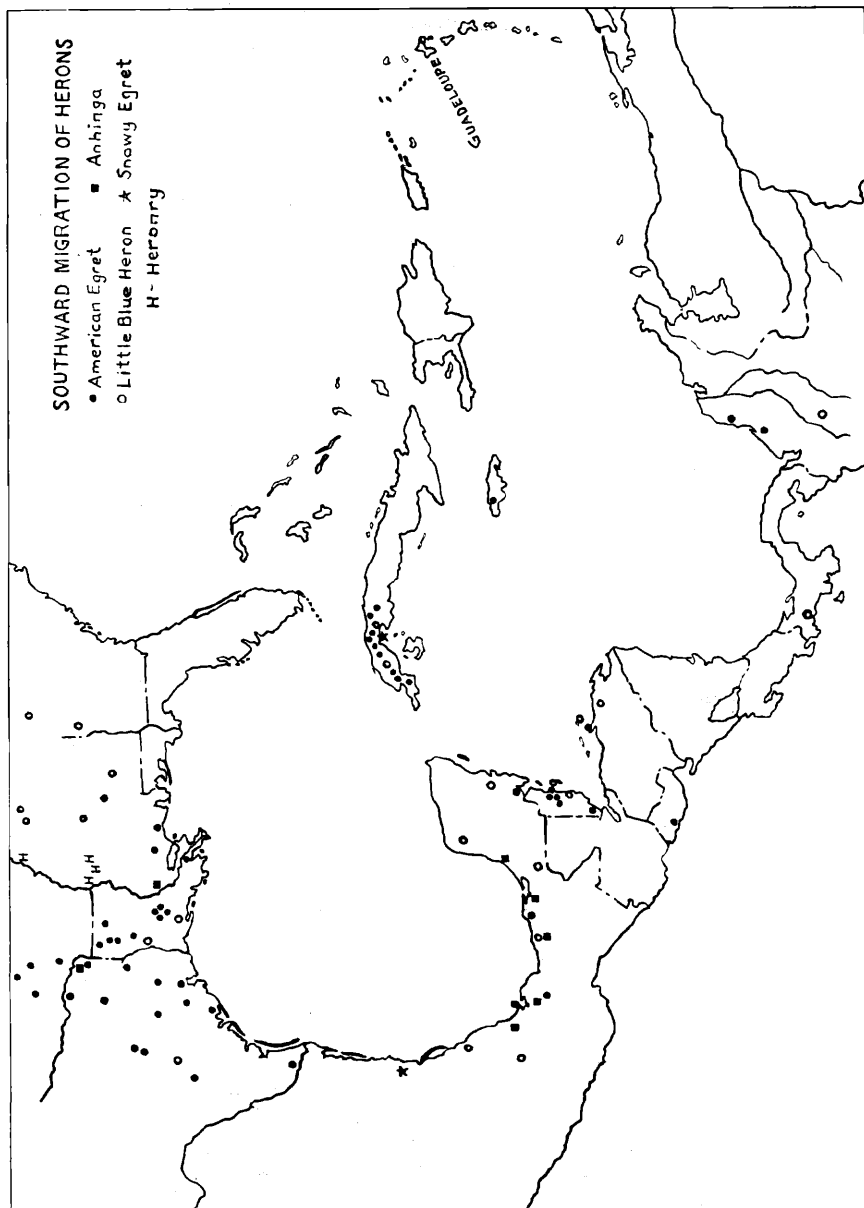 SOUTHWARD MIGRATION OF HERONS
• American Egret ■ Anhinga
○ Little Blue Heron ★ Snowy Egret
H - Heronry
GUADELOUPE
H
H
H
H